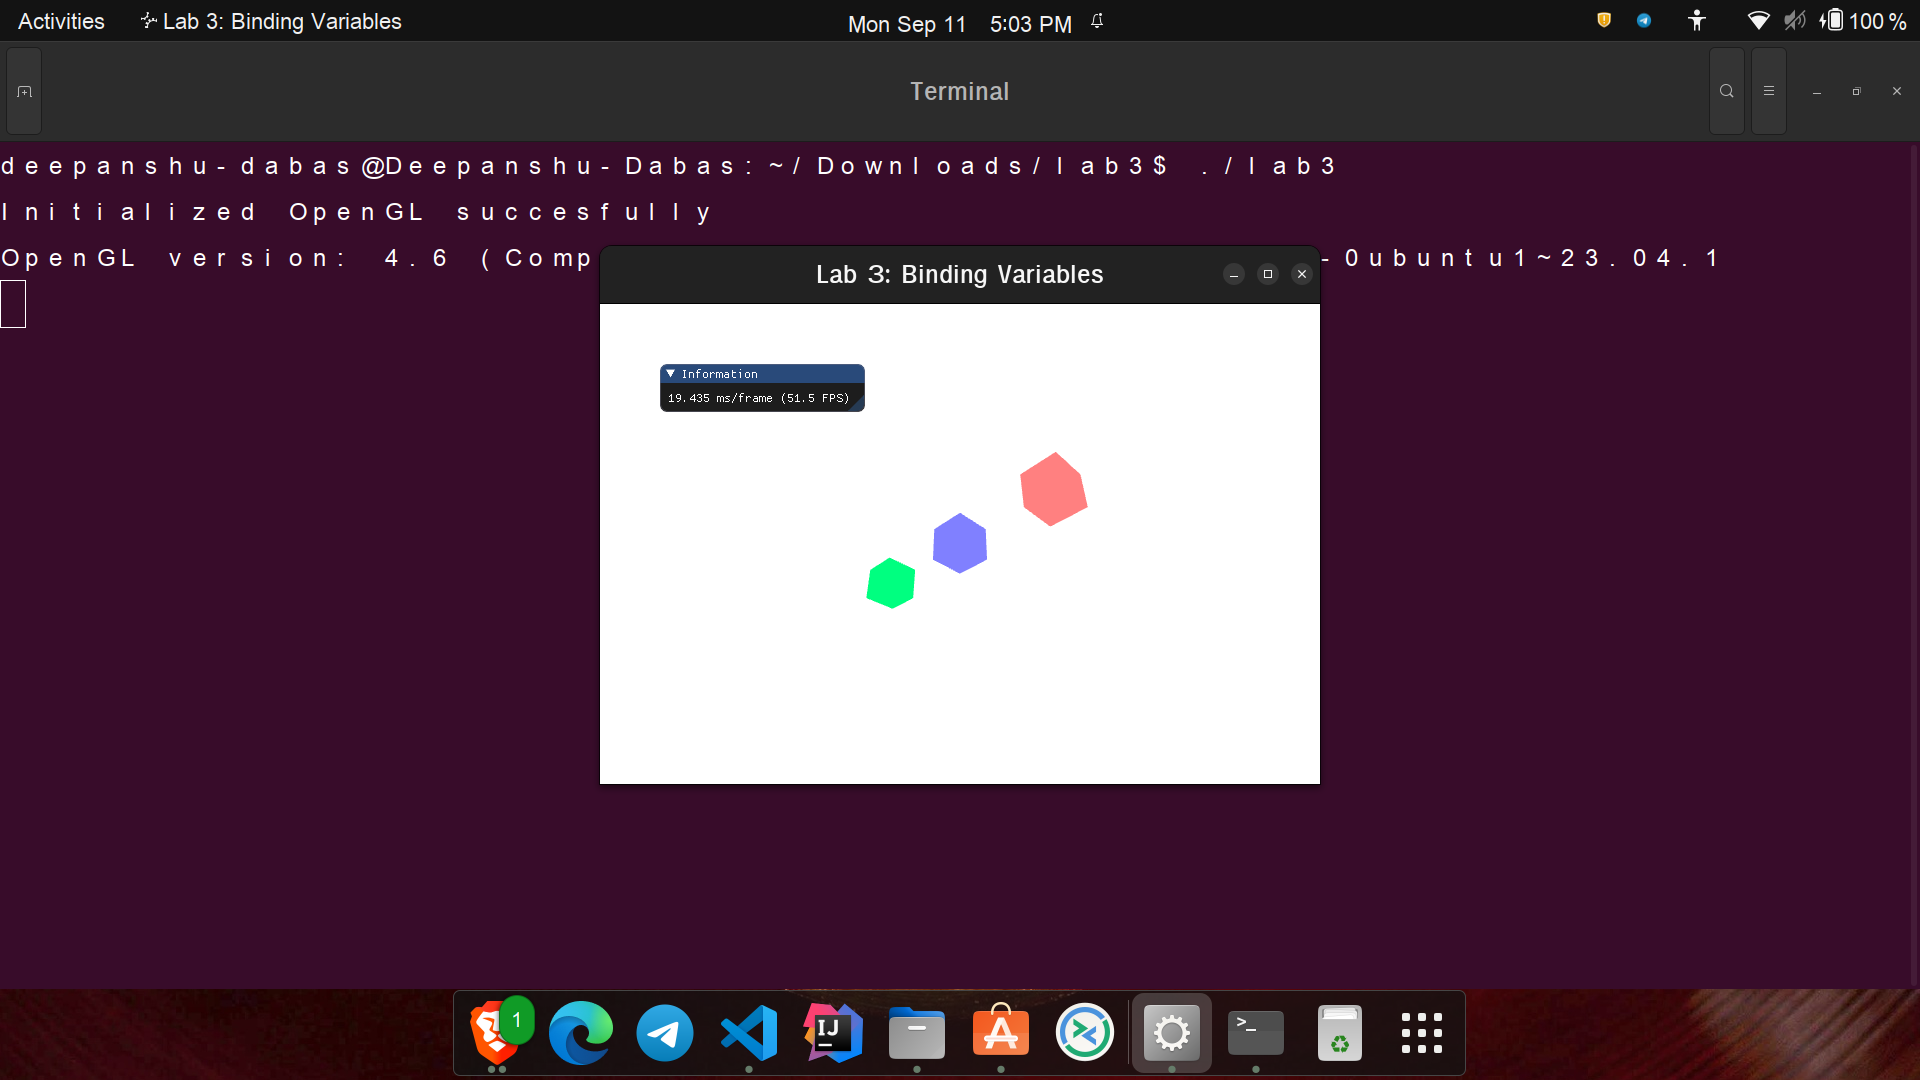 Activities
Lab 3: Binding Variables
Mon Sep 11 5:03 PM
100 %
Terminal
deepanshu-dabas@Deepanshu-Dabas:~/Downloads/lab3$ ./lab3
Initialized OpenGL succesfully
OpenGL version: 4.6 (Comp
-0ubuntu1~23.04.1
Lab 3: Binding Variables
Information
19.435 ms/frame (51.5 FPS)
1
IJ
>_